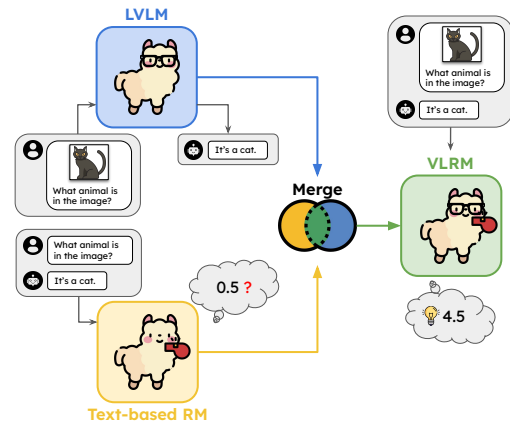 LVLM
What animal is
in the image?
It's a cat.
What animal is
in the image?
It's a cat.
VLRM
Merge
What animal is
in the image?
It's a cat.
0.5 ?
4.5
Text-based RM